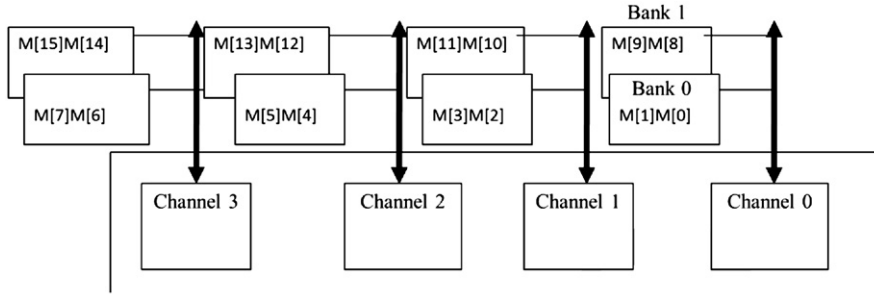 Bank 1
M[15]M[14] M[13]M[12] M[11]M[10] M[9]M[8]
Bank 0
M[7]M[6] M[5]M[4] M[3]M[2] M[1]M[0]
Channel 3 Channel 2 Channel 1 Channel 0